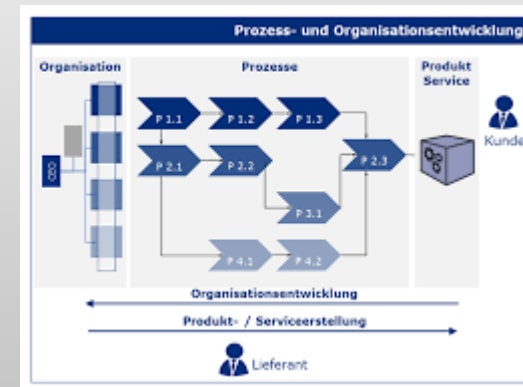 Prozess- und Organisationsentwicklung
Organisation
Prozesse
Produkt
Service
P 1.1
P 1.2
P 1.3
P 2.1
P 2.2
P 2.3
P 3.1
P 4.1
P 4.2
Kunde
Organisationsentwicklung
Produkt- / Serviceerstellung
Lieferant